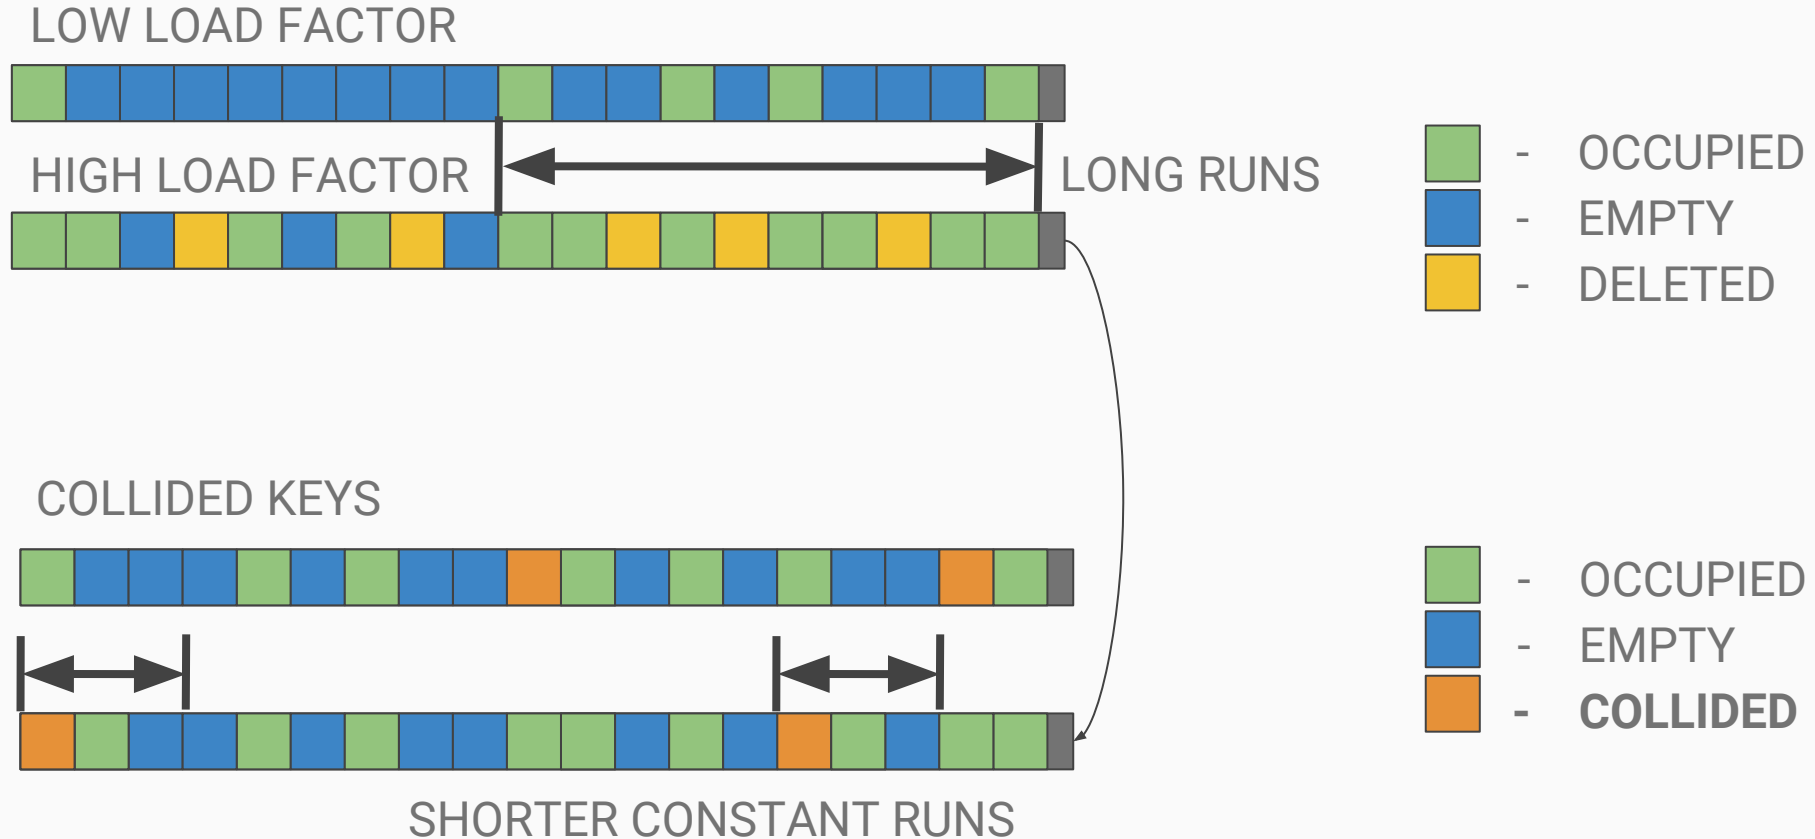 LOW LOAD FACTOR
HIGH LOAD FACTOR
LONG RUNS
- OCCUPIED
- EMPTY
- DELETED
COLLIDED KEYS
- OCCUPIED
- EMPTY
- COLLIDED
SHORTER CONSTANT RUNS